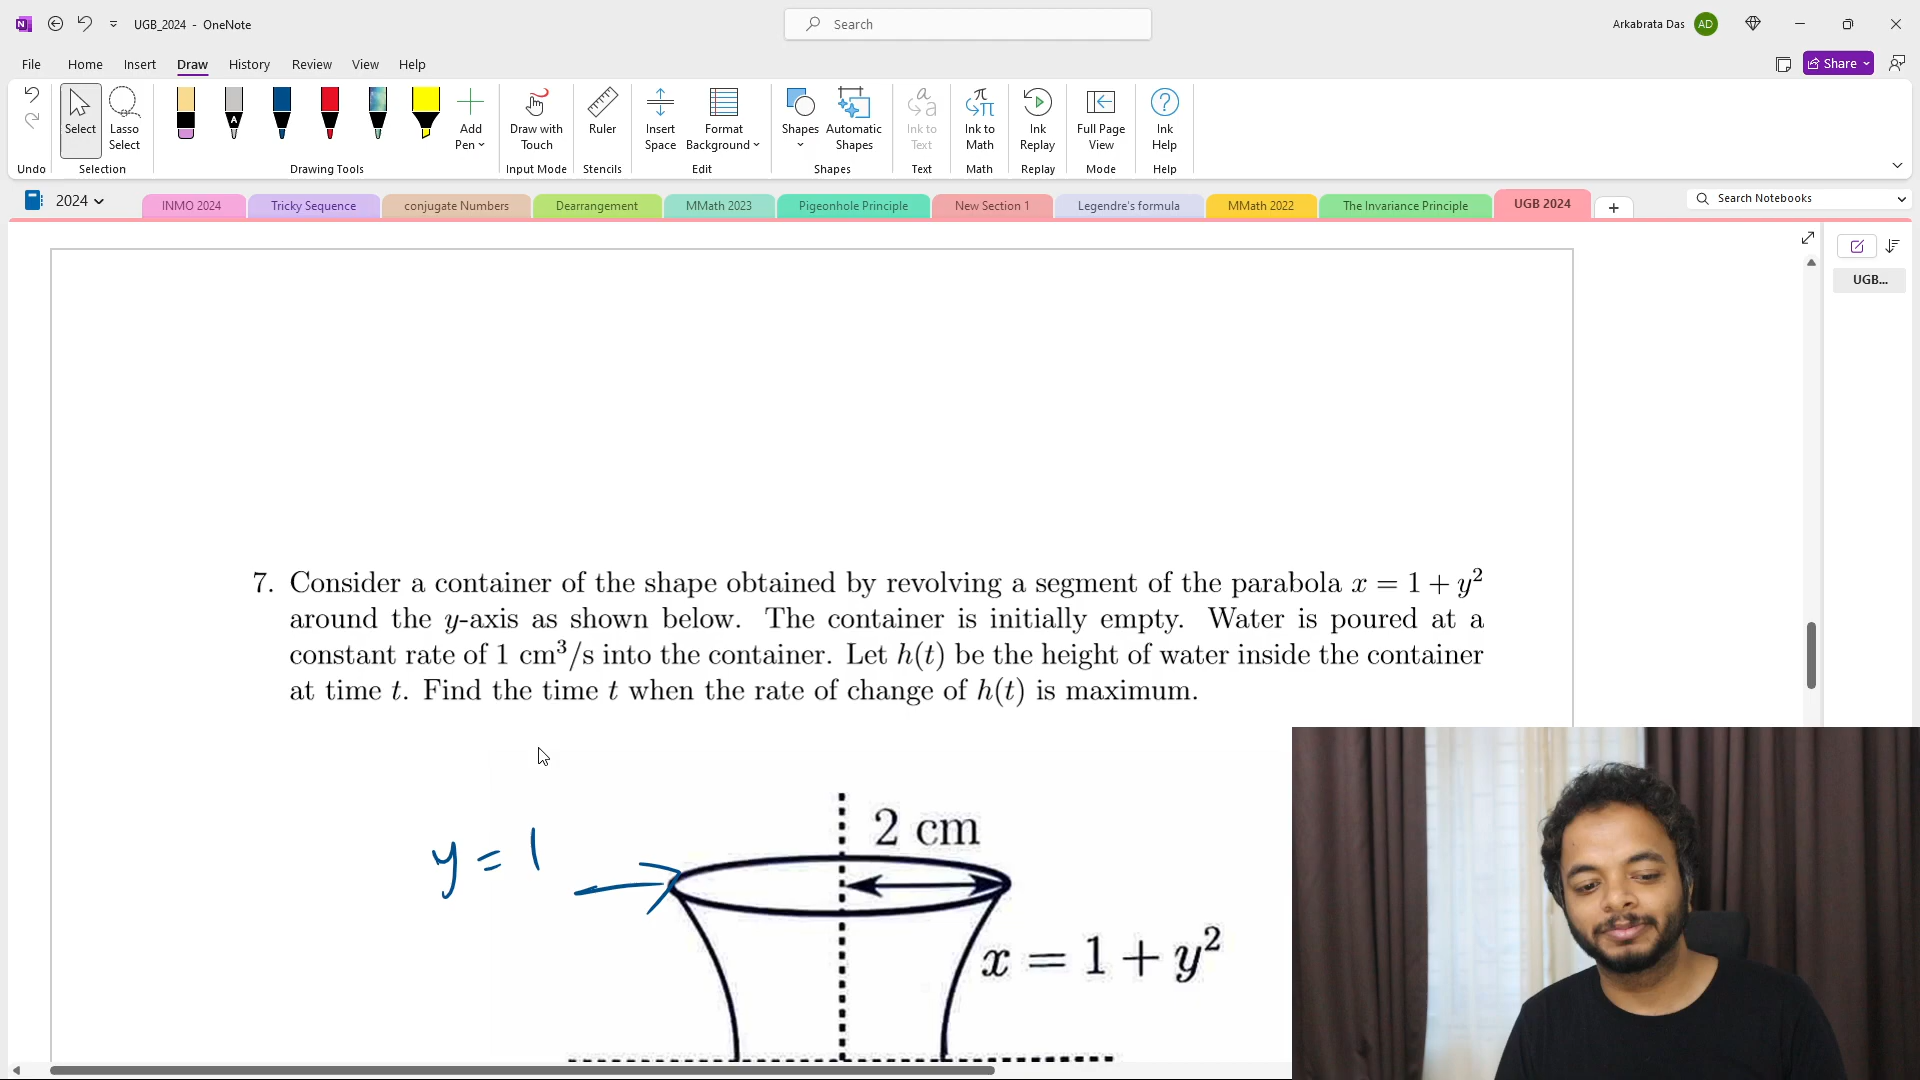 UGB_2024 - OneNote
Search
Arkabrata Das
AD
File Home Insert Draw History Review View Help
Share
Select
Lasso Select
A
Add Pen
Draw with Touch
Ruler
Insert Space
Format Background
Shapes
Automatic Shapes
Ink to Text
Ink to Math
Ink Replay
Full Page View
Ink Help
Undo Selection Drawing Tools Input Mode Stencils Edit Shapes Text Math Replay Mode Help
2024
INMO 2024
Tricky Sequence
conjugate Numbers
Dearrangement
MMath 2023
Pigeonhole Principle
New Section 1
Legendre's formula
MMath 2022
The Invariance Principle
UGB 2024
+
Search Notebooks
UGB...
7. Consider a container of the shape obtained by revolving a segment of the parabola x = 1 + y²
around the y-axis as shown below. The container is initially empty. Water is poured at a
constant rate of 1 cm³/s into the container. Let h(t) be the height of water inside the container
at time t. Find the time t when the rate of change of h(t) is maximum.
2 cm
y = 1
x = 1 + y²